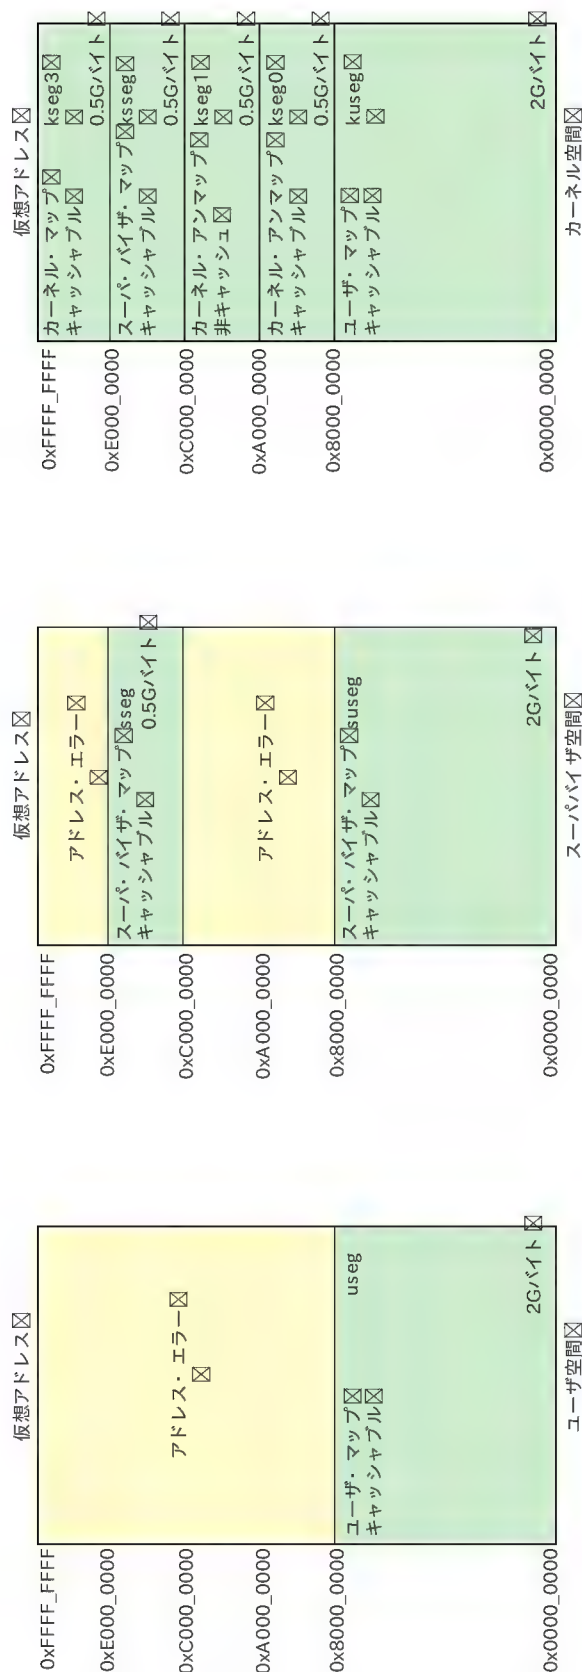 仮想アドレス
0xFFFF_FFFF
アドレス・エラー
0xE000_0000
0xC000_0000
0xA000_0000
0x8000_0000
ユーザ・マップ useg
キャッシャブル
2Gバイト
0x0000_0000
ユーザ空間
仮想アドレス
0xFFFF_FFFF
アドレス・エラー
0xE000_0000
スーパ・バイザ・マップ sseg
キャッシャブル 0.5Gバイト
0xC000_0000
アドレス・エラー
0xA000_0000
0x8000_0000
スーパ・バイザ・マップ suseg
キャッシャブル
2Gバイト
0x0000_0000
スーパバイザ空間
仮想アドレス
0xFFFF_FFFF
カーネル・マップ kseg3
キャッシャブル
0.5Gバイト
0xE000_0000
スーパ・バイザ・マップ ksseg
キャッシャブル
0.5Gバイト
0xC000_0000
カーネル・アンマップ kseg1
非キャッシュ
0.5Gバイト
0xA000_0000
カーネル・アンマップ kseg0
キャッシャブル
0.5Gバイト
0x8000_0000
ユーザ・マップ kuseg
キャッシャブル
2Gバイト
0x0000_0000
カーネル空間